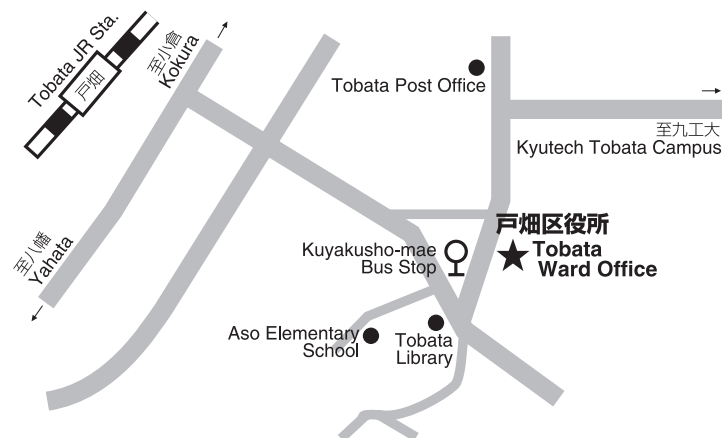 Tobata JR Sta.
戸畑
至小倉
Kokura
至八幡
Yahata
Tobata Post Office
至九工大
Kyutech Tobata Campus
戸畑区役所
Tobata
Ward Office
Kuyakusho-mae
Bus Stop
Aso Elementary
School
Tobata
Library